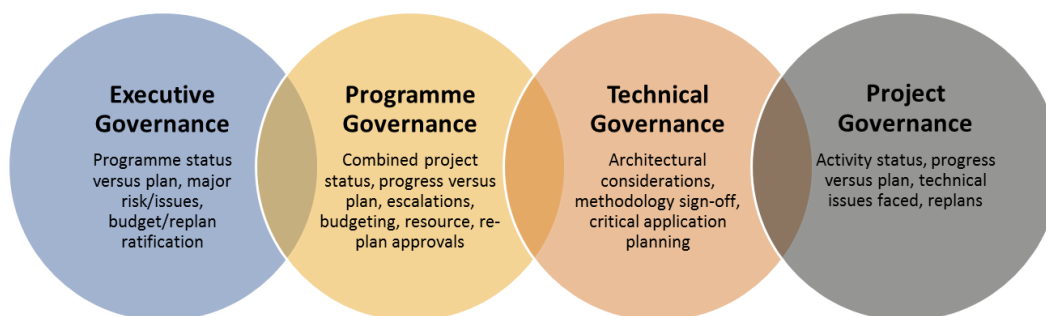 Executive
Governance
Programme status
versus plan, major
risk/issues,
budget/replan
ratification
Programme
Governance
Combined project
status, progress versus
plan, escalations,
budgeting, resource, re-
plan approvals
Technical
Governance
Architectural
considerations,
methodology sign-off,
critical application
planning
Project
Governance
Activity status, progress
versus plan, technical
issues faced, replans